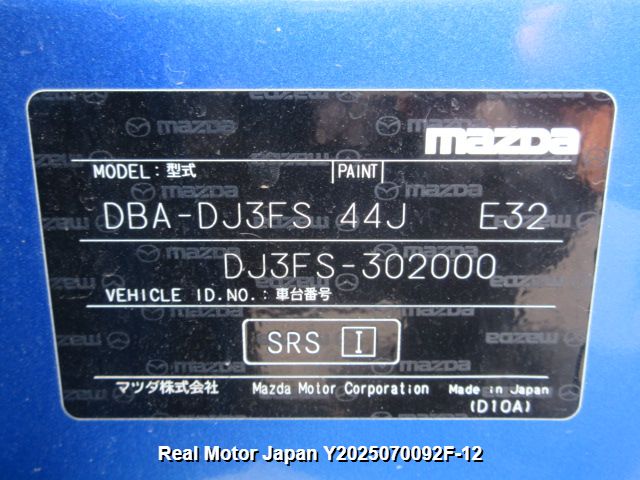 mazda
MODEL: 型式 PAINT
DBA-DJ3FS 44J E32
DJ3FS-302000
VEHICLE ID.NO.: 車台番号
SRS I
マツダ株式会社 Mazda Motor Corporation Made in Japan
(D10A)
Real Motor Japan Y2025070092F-12